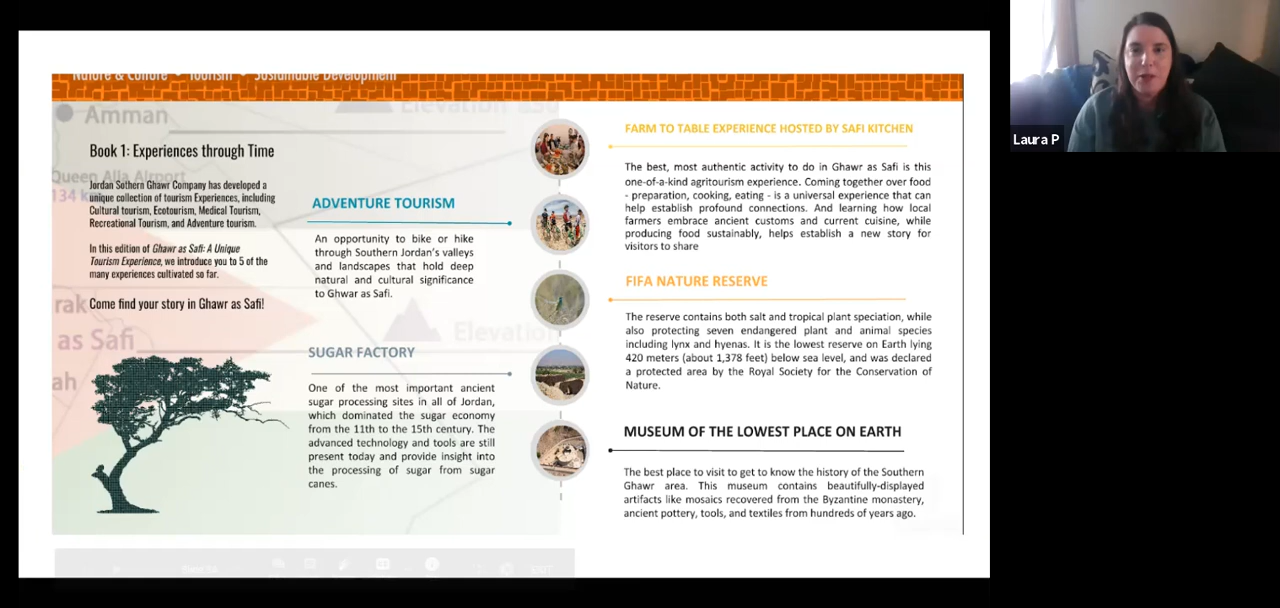 Nature & Culture • Tourism • Sustainable Development
Amman
Elevation
Queen Alia Airport
134 km
Book 1: Experiences through Time
Jordan Sothern Ghawr Company has developed a
unique collection of tourism Experiences, including
Cultural tourism, Ecotourism, Medical Tourism,
Recreational Tourism, and Adventure tourism.
In this edition of Ghawr as Safi: A Unique
Tourism Experience, we introduce you to 5 of the
many experiences cultivated so far.
Come find your story in Ghawr as Safi!
rak
as Safi
ah
Elevation
ADVENTURE TOURISM
An opportunity to bike or hike
through Southern Jordan's valleys
and landscapes that hold deep
natural and cultural significance
to Ghwar as Safi.
SUGAR FACTORY
One of the most important ancient
sugar processing sites in all of Jordan,
which dominated the sugar economy
from the 11th to the 15th century. The
advanced technology and tools are still
present today and provide insight into
the processing of sugar from sugar
canes.
FARM TO TABLE EXPERIENCE HOSTED BY SAFI KITCHEN
The best, most authentic activity to do in Ghawr as Safi is this
one-of-a-kind agritourism experience. Coming together over food
- preparation, cooking, eating - is a universal experience that can
help establish profound connections. And learning how local
farmers embrace ancient customs and current cuisine, while
producing food sustainably, helps establish a new story for
visitors to share
FIFA NATURE RESERVE
The reserve contains both salt and tropical plant speciation, while
also protecting seven endangered plant and animal species
including lynx and hyenas. It is the lowest reserve on Earth lying
420 meters (about 1,378 feet) below sea level, and was declared
a protected area by the Royal Society for the Conservation of
Nature.
MUSEUM OF THE LOWEST PLACE ON EARTH
The best place to visit to get to know the history of the Southern
Ghawr area. This museum contains beautifully-displayed
artifacts like mosaics recovered from the Byzantine monastery,
ancient pottery, tools, and textiles from hundreds of years ago.
Laura P